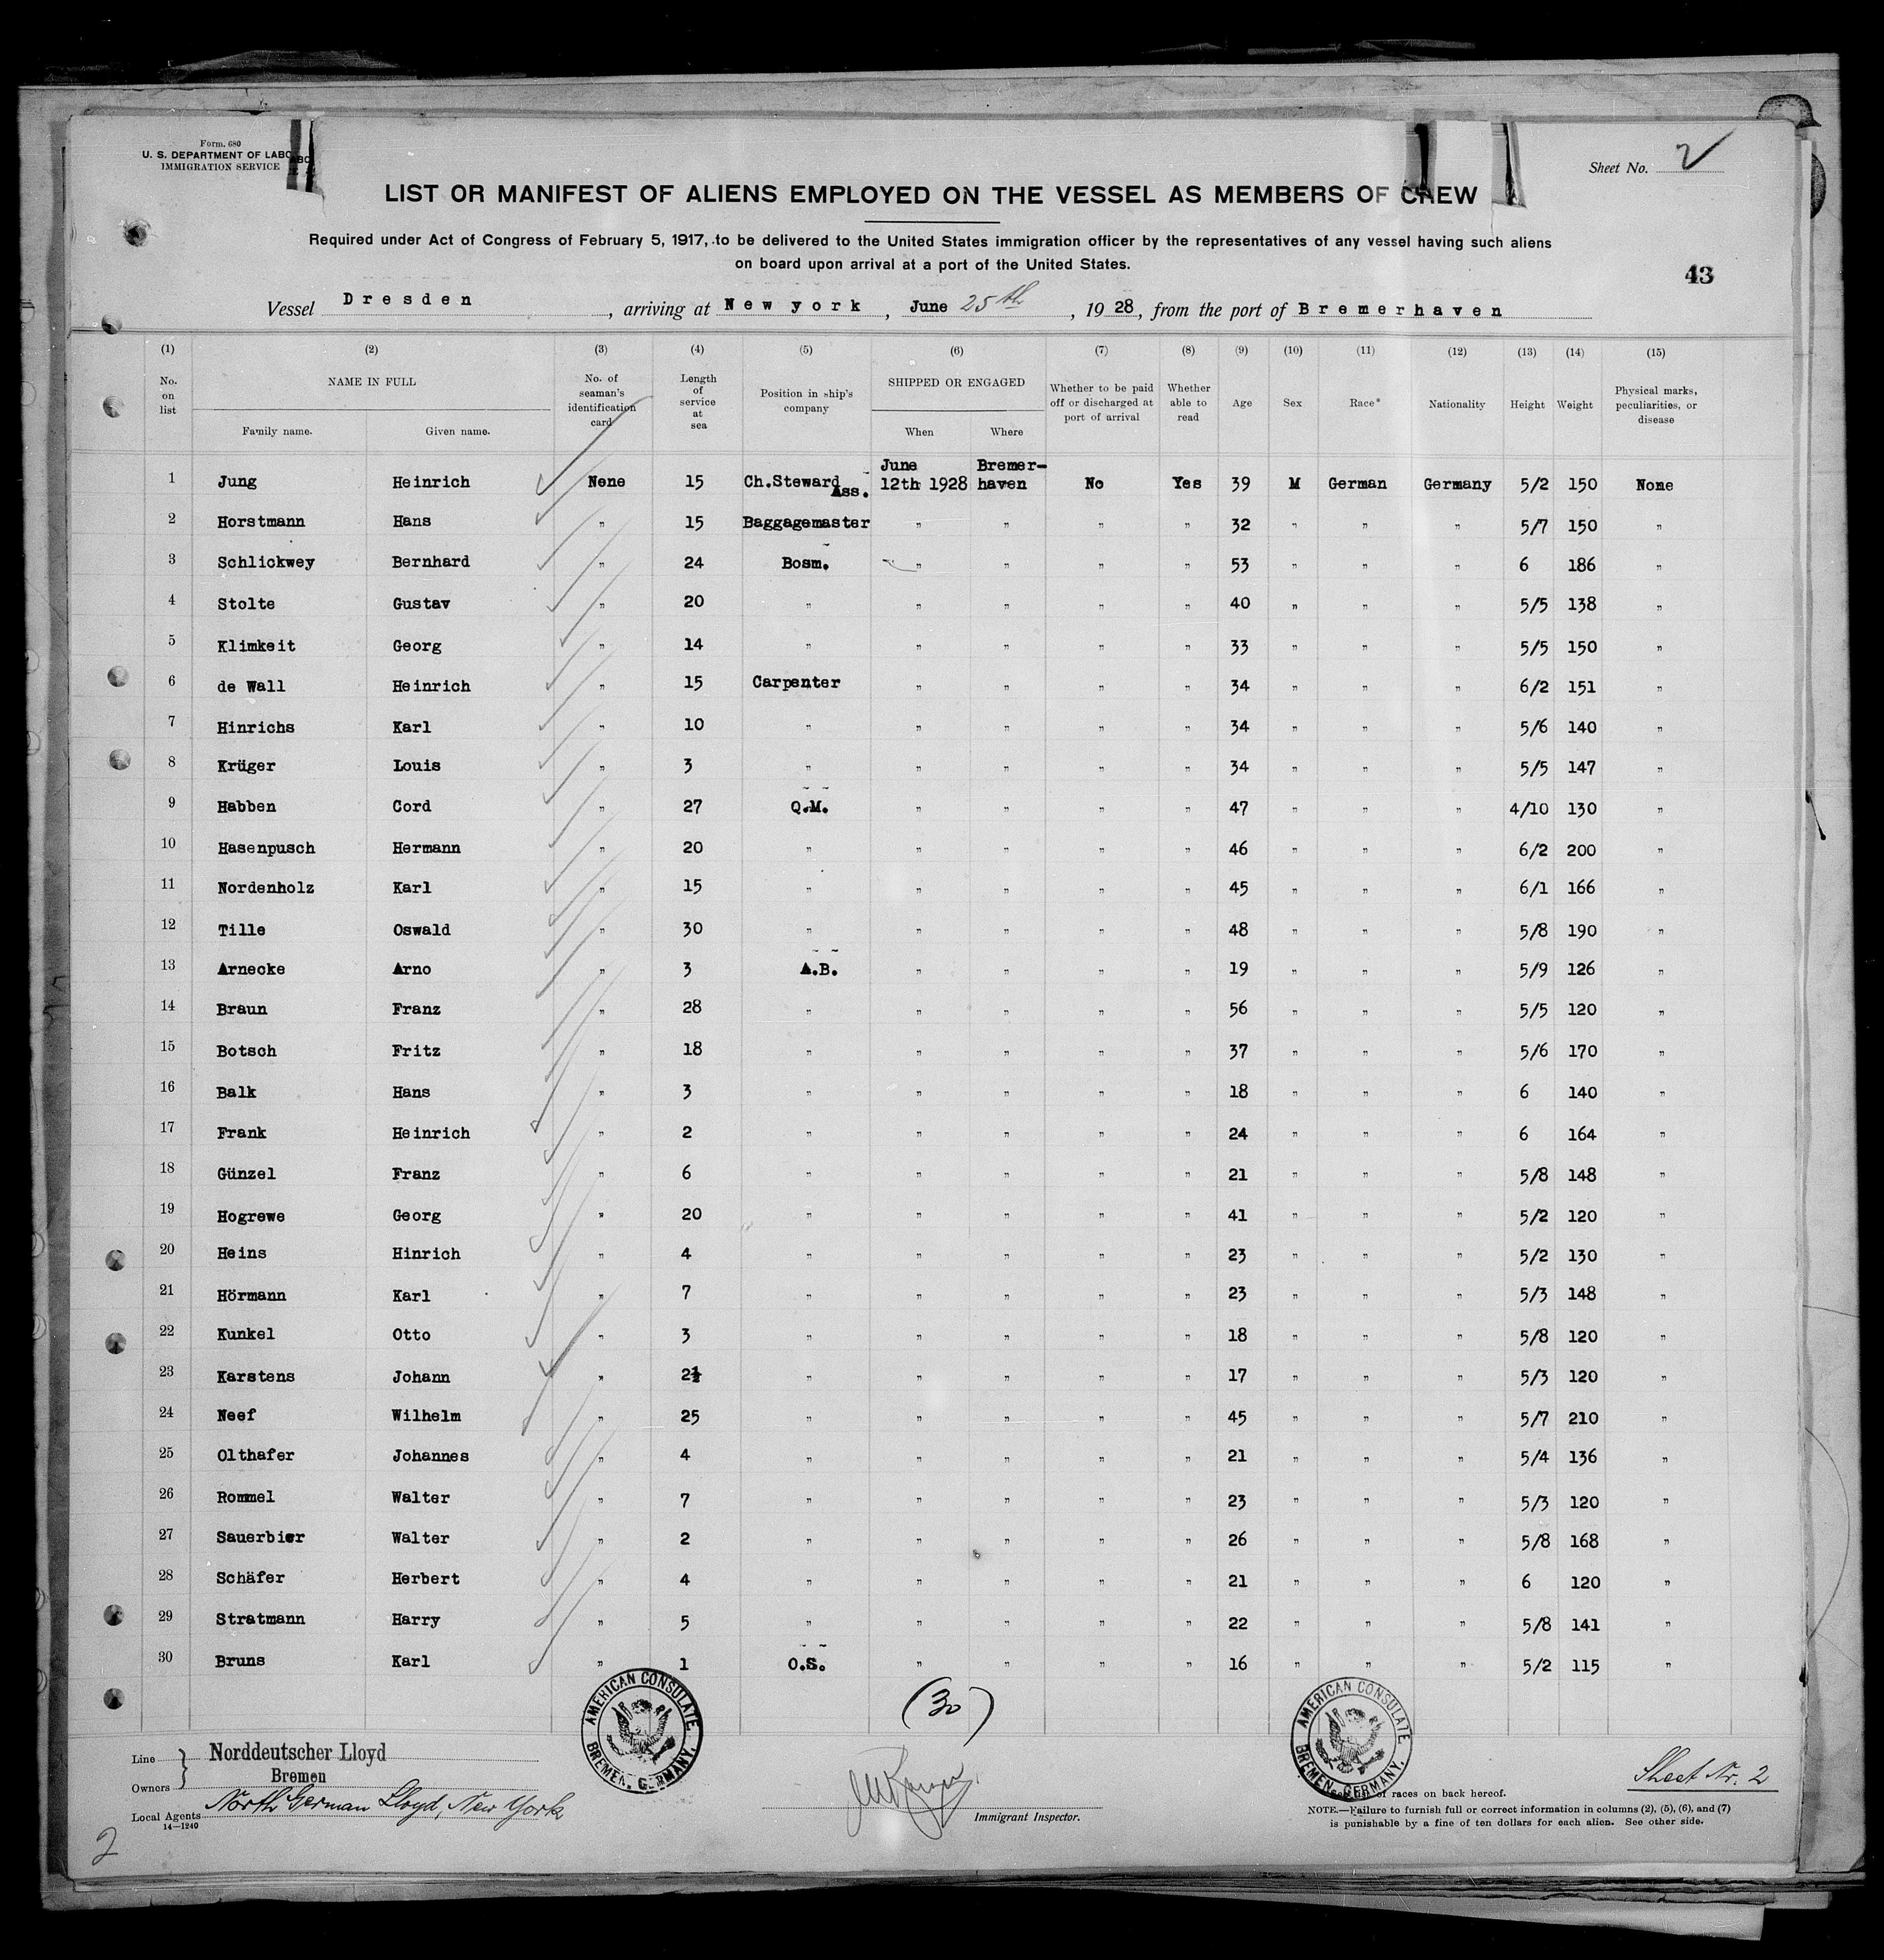 Form. 680
U. S. DEPARTMENT OF LABO
IMMIGRATION SERVICE
Sheet No. 2
LIST OR MANIFEST OF ALIENS EMPLOYED ON THE VESSEL AS MEMBERS OF CREW
Required under Act of Congress of February 5, 1917, to be delivered to the United States immigration officer by the representatives of any vessel having such aliens
on board upon arrival at a port of the United States.
43
Vessel Dresden, arriving at New york, June 25th, 1928, from the port of Bremerhaven
(1) (2) (3) (4) (5) (6) (7) (8) (9) (10) (11) (12) (13) (14) (15)
No. on list NAME IN FULL Family name. Given name. No. of seaman's identification card Length of service at sea Position in ship's company SHIPPED OR ENGAGED When Where Whether to be paid off or discharged at port of arrival Whether able to read Age Sex Race* Nationality Height Weight Physical marks, peculiarities, or disease
1 Jung Heinrich Nene 15 Ch.Steward Ass. June 12th 1928 Bremer-haven No Yes 39 M German Germany 5/2 150 None
2 Horstmann Hans " 15 Baggagemaster " " " " 32 " " " 5/7 150 "
3 Schlickwey Bernhard " 24 Bosm. " " " " 53 " " " 6 186 "
4 Stolte Gustav " 20 " " " " " 40 " " " 5/5 138 "
5 Klimkeit Georg " 14 " " " " " 33 " " " 5/5 150 "
6 de Wall Heinrich " 15 Carpenter " " " " 34 " " " 6/2 151 "
7 Hinrichs Karl " 10 " " " " " 34 " " " 5/6 140 "
8 Krüger Louis " 3 " " " " " 34 " " " 5/5 147 "
9 Habben Cord " 27 Q.M. " " " " 47 " " " 4/10 130 "
10 Hasenpusch Hermann " 20 " " " " " 46 " " " 6/2 200 "
11 Nordenholz Karl " 15 " " " " " 45 " " " 6/1 166 "
12 Tille Oswald " 30 " " " " " 48 " " " 5/8 190 "
13 Arnecke Arno " 3 A.B. " " " " 19 " " " 5/9 126 "
14 Braun Franz " 28 " " " " " 56 " " " 5/5 120 "
15 Botsch Fritz " 18 " " " " " 37 " " " 5/6 170 "
16 Balk Hans " 3 " " " " " 18 " " " 6 140 "
17 Frank Heinrich " 2 " " " " " 24 " " " 6 164 "
18 Günzel Franz " 6 " " " " " 21 " " " 5/8 148 "
19 Hogrewe Georg " 20 " " " " " 41 " " " 5/2 120 "
20 Heins Hinrich " 4 " " " " " 23 " " " 5/2 130 "
21 Hörmann Karl " 7 " " " " " 23 " " " 5/3 148 "
22 Kunkel Otto " 3 " " " " " 18 " " " 5/8 120 "
23 Karstens Johann " 2½ " " " " " 17 " " " 5/3 120 "
24 Neef Wilhelm " 25 " " " " " 45 " " " 5/7 210 "
25 Olthafer Johannes " 4 " " " " " 21 " " " 5/4 136 "
26 Rommel Walter " 7 " " " " " 23 " " " 5/3 120 "
27 Sauerbier Walter " 2 " " " " " 26 " " " 5/8 168 "
28 Schäfer Herbert " 4 " " " " " 21 " " " 6 120 "
29 Stratmann Harry " 5 " " " " " 22 " " " 5/8 141 "
30 Bruns Karl " 1 O.S. " " " " 16 " " " 5/2 115 "
AMERICAN CONSULATE, BREMEN, GERMANY.
(30)
AMERICAN CONSULATE, BREMEN, GERMANY.
Line Norddeutscher Lloyd
Owners Bremen
Local Agents North German Lloyd, New York
14—1240
2
Immigrant Inspector.
Sheet Nr. 2
of races on back hereof.
NOTE.—Failure to furnish full or correct information in columns (2), (5), (6), and (7)
is punishable by a fine of ten dollars for each alien. See other side.